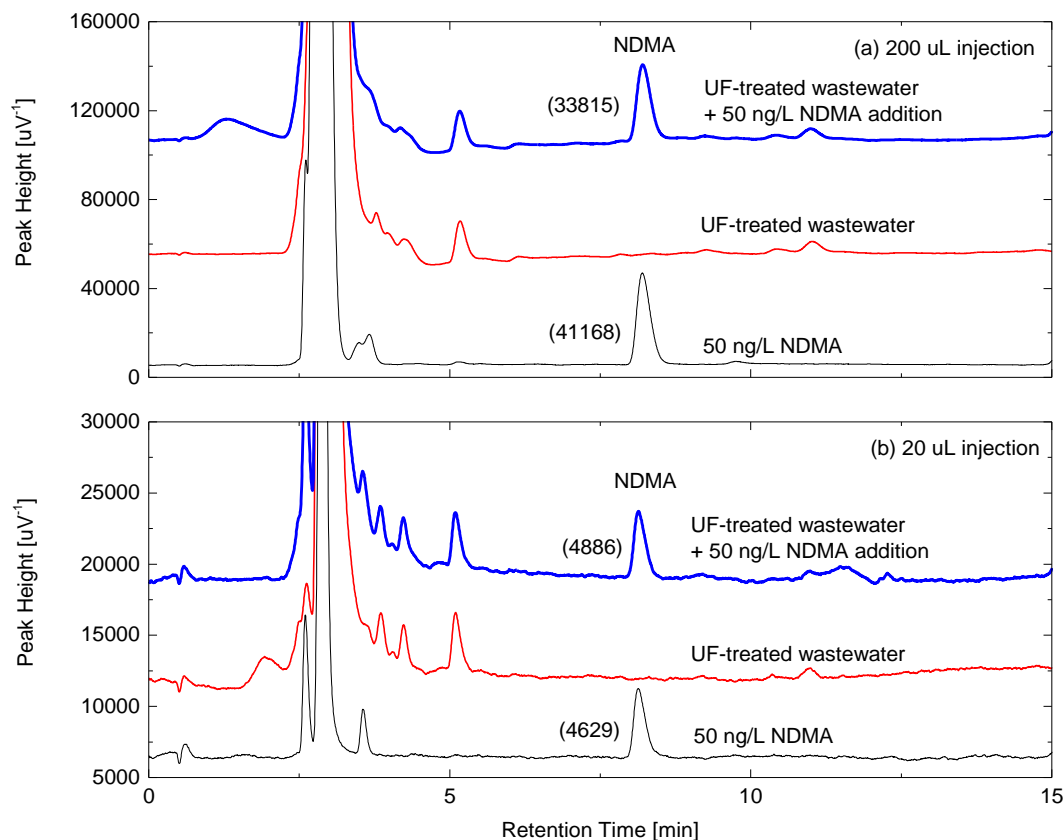 160000
120000
80000
40000
0
Peak Height [uV-1]
NDMA
(a) 200 uL injection
(33815)
UF-treated wastewater
+ 50 ng/L NDMA addition
UF-treated wastewater
(41168)
50 ng/L NDMA
30000
25000
20000
15000
10000
5000
Peak Height [uV-1]
(b) 20 uL injection
NDMA
(4886)
UF-treated wastewater
+ 50 ng/L NDMA addition
UF-treated wastewater
(4629)
50 ng/L NDMA
0 5 10 15
Retention Time [min]